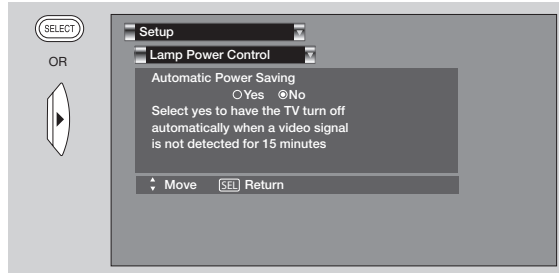 SELECT
OR
Setup
Lamp Power Control
Automatic Power Saving
Yes No
Select yes to have the TV turn off
automatically when a video signal
is not detected for 15 minutes
Move SEL Return